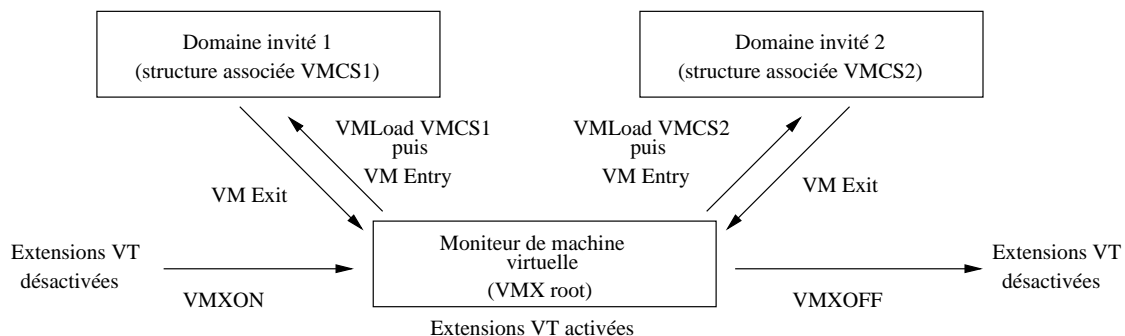 Domaine invité 1
(structure associée VMCS1)
Domaine invité 2
(structure associée VMCS2)
VMLoad VMCS1
puis
VM Entry
VMLoad VMCS2
puis
VM Entry
VM Exit
VM Exit
Extensions VT
désactivées
VMXON
Moniteur de machine
virtuelle
(VMX root)
VMXOFF
Extensions VT
désactivées
Extensions VT activées